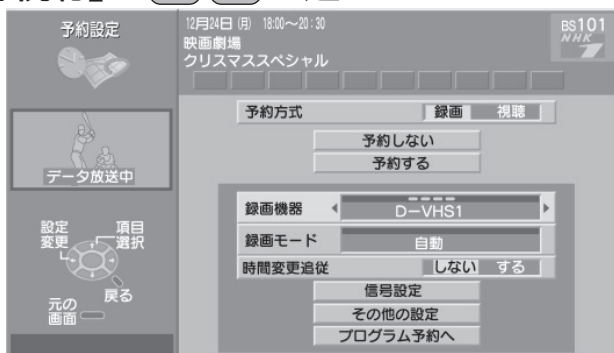 予約設定
12月24日(月) 18:00～20:30
映画劇場
クリスマススペシャル
BS101
NHK
7
予約方式 録画 視聴
予約しない
予約する
データ放送中
録画機器 D-VHS1
録画モード 自動
時間変更追従 しない する
信号設定
その他の設定
プログラム予約へ
設定変更
項目選択
戻る
元の画面